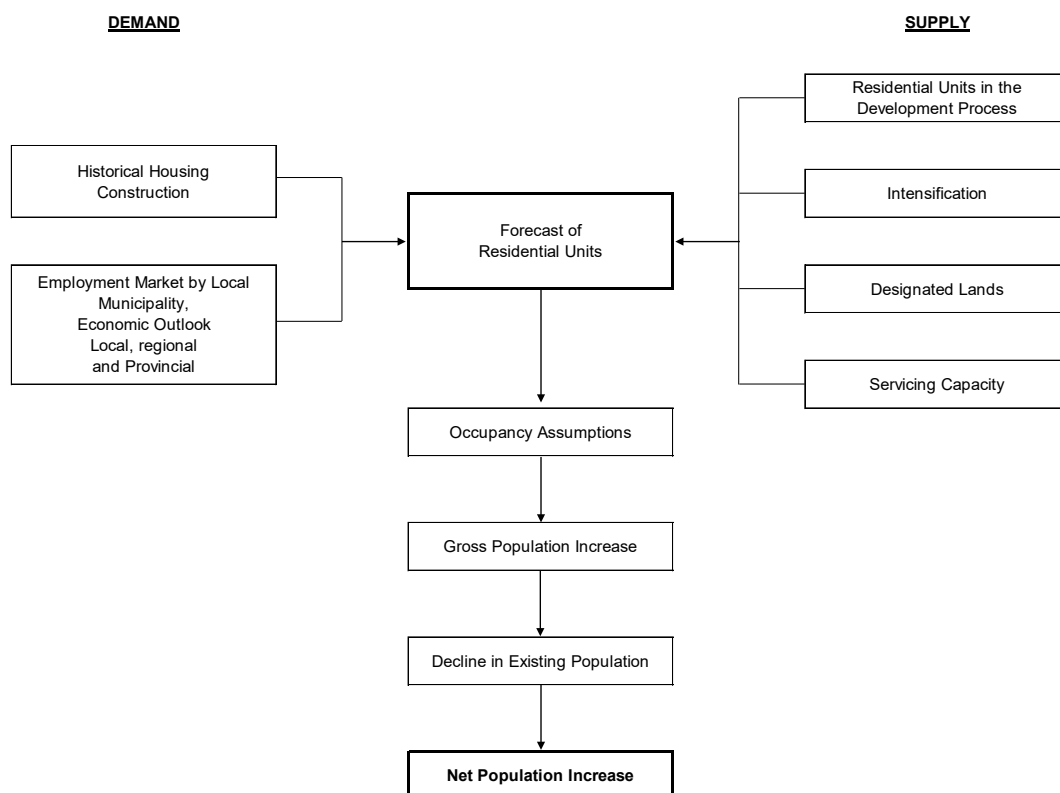 DEMAND
SUPPLY
Residential Units in the
Development Process
Historical Housing
Construction
Intensification
Forecast of
Residential Units
Employment Market by Local
Municipality,
Economic Outlook
Local, regional
and Provincial
Designated Lands
Servicing Capacity
Occupancy Assumptions
Gross Population Increase
Decline in Existing Population
Net Population Increase